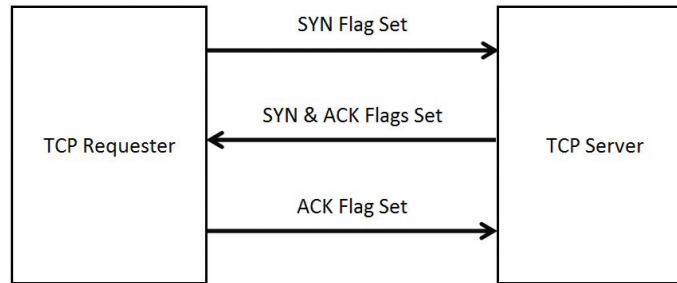 SYN Flag Set
SYN & ACK Flags Set
TCP Requester
TCP Server
ACK Flag Set